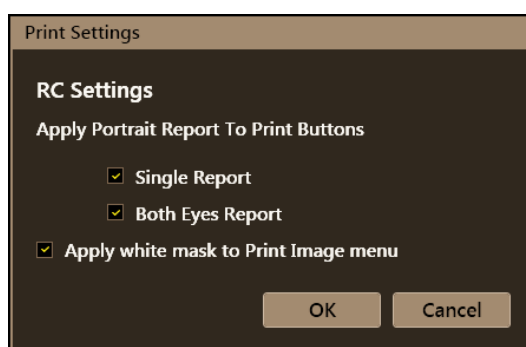 Print Settings
RC Settings
Apply Portrait Report To Print Buttons
Single Report
Both Eyes Report
Apply white mask to Print Image menu
OK Cancel